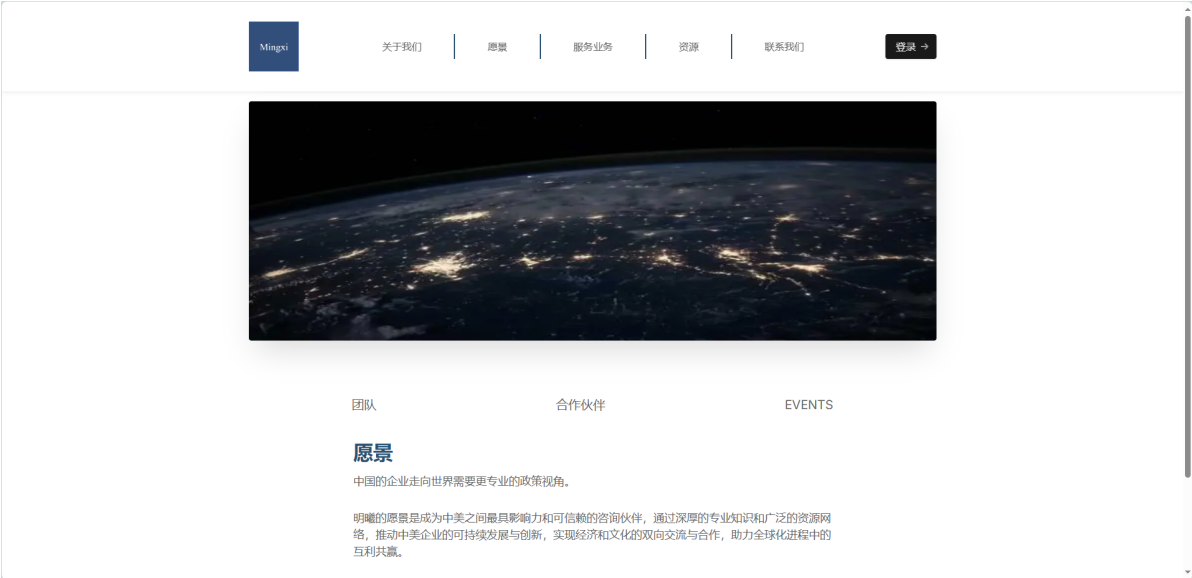 Mingxi
关于我们
愿景
服务业务
资源
联系我们
登录 →
团队
合作伙伴
EVENTS
愿景
中国的企业走向世界需要更专业的政策视角。
明曦的愿景是成为中美之间最具影响力和可信赖的咨询伙伴，通过深厚的专业知识和广泛的资源网
络，推动中美企业的可持续发展与创新，实现经济和文化的双向交流与合作，助力全球化进程中的
互利共赢。